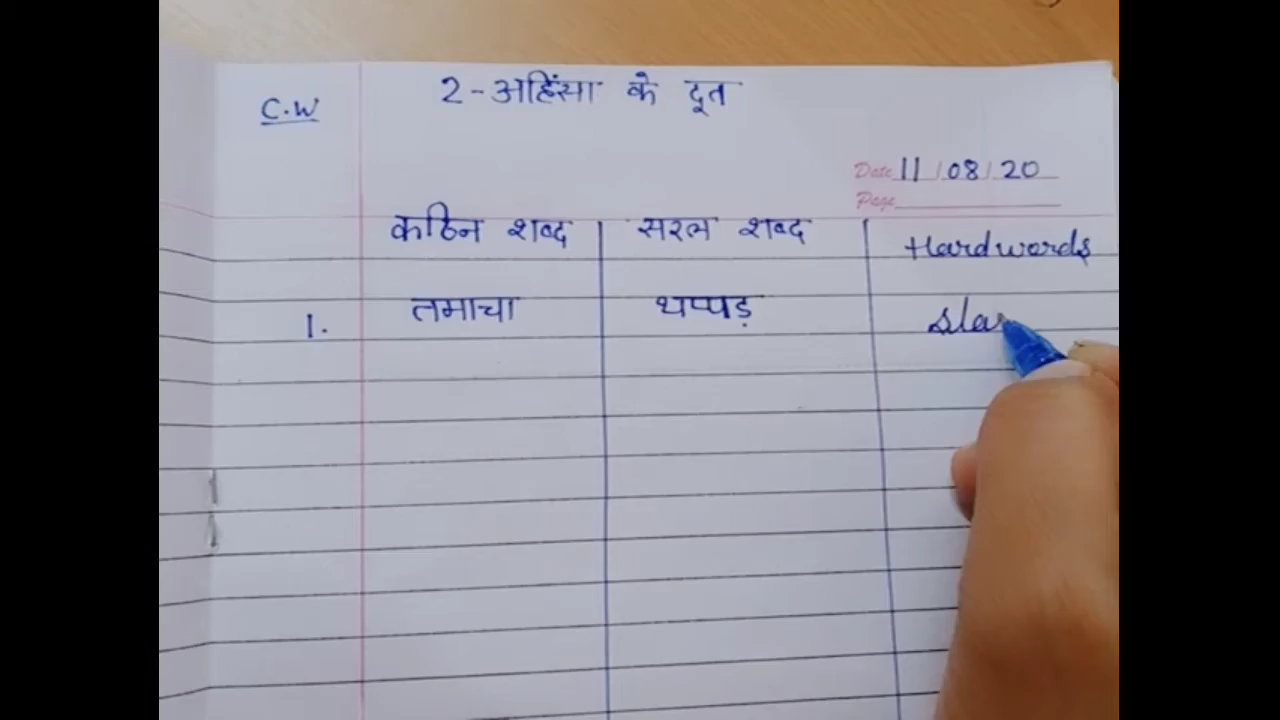 2-अहिंसा के दूत
C.W
Date 11/08/20
Page
कठिन शब्द सरल शब्द Hardwords
1. तमाचा थप्पड़ sla